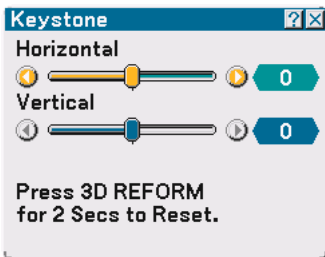 Keystone ? ×
Horizontal
0
Vertical
0
Press 3D REFORM
for 2 Secs to Reset.